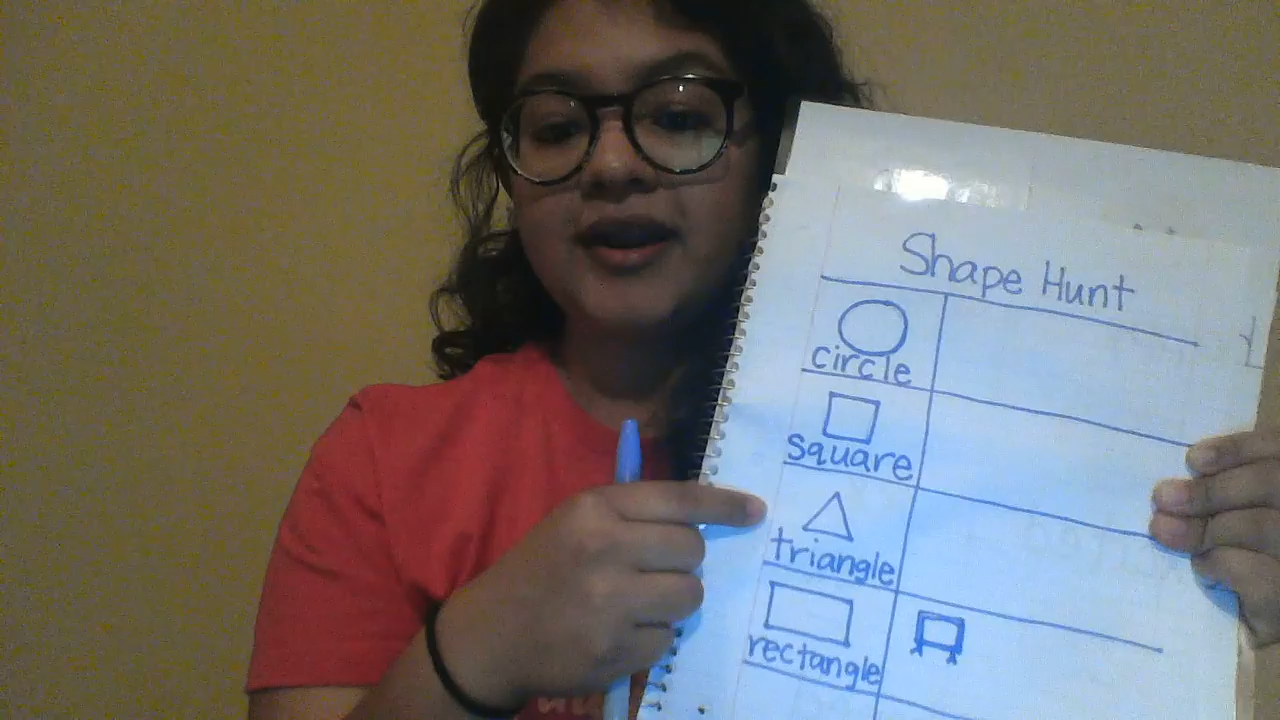 Shape Hunt
circle
square
triangle
rectangle